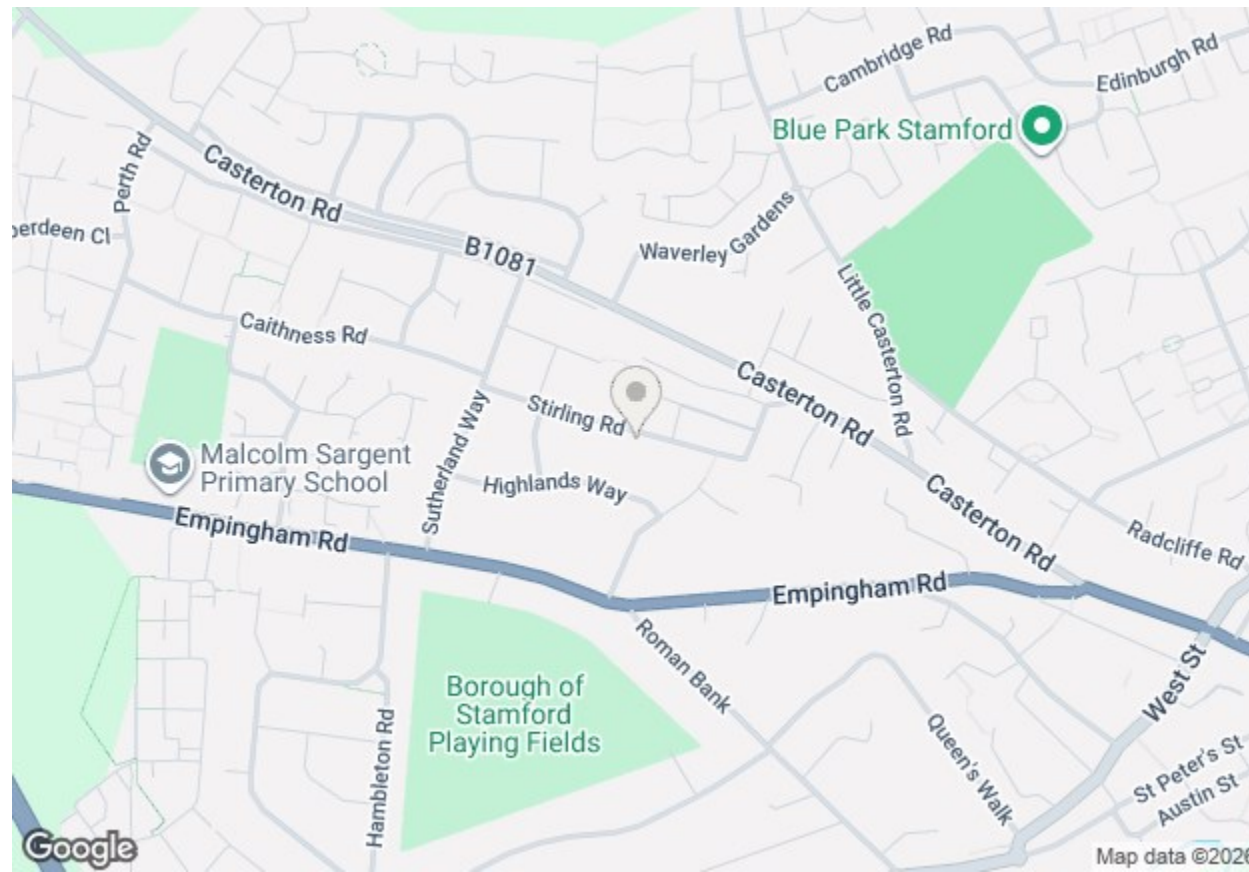 Cambridge Rd
Edinburgh Rd
Blue Park Stamford
Perth Rd
Casterton Rd
perdeen Cl
B1081
Waverley Gardens
Little Casterton Rd
Caithness Rd
Casterton Rd
Stirling Rd
Sutherland Way
Malcolm Sargent
Primary School
Highlands Way
Casterton Rd
Empingham Rd
Radcliffe Rd
Empingham Rd
Roman Bank
West St
Borough of
Stamford
Playing Fields
Hambleton Rd
Queen's Walk
St Peter's St
Austin St
Google
Map data ©2026